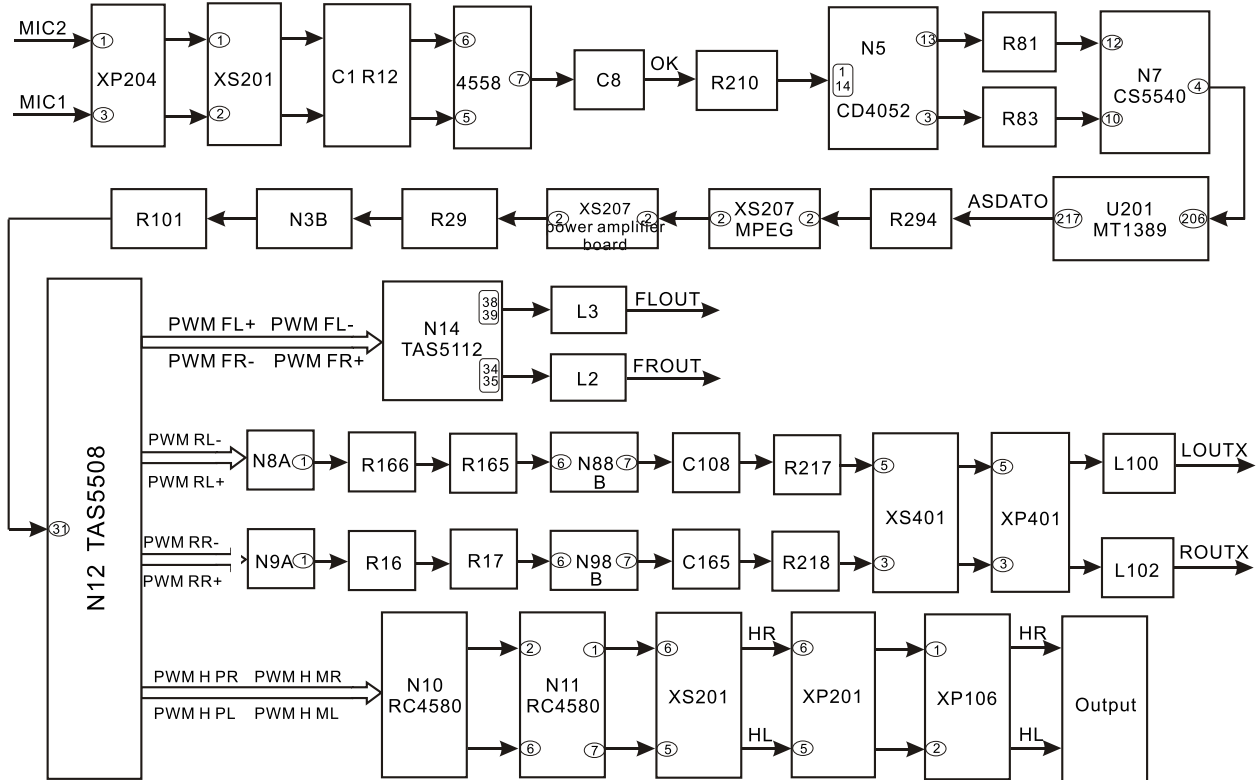 MIC2
MIC1
1
3
XP204
1
2
XS201
C1 R12
6
5
7
4558
C8
OK
R210
N5
1
14
13
3
CD4052
R81
R83
12
10
N7
CS5540
4
R101
N3B
R29
XS207
2
2
power amplifier
board
XS207
2
2
MPEG
R294
ASDATO
217
U201
MT1389
206
N12 TAS5508
31
PWM FL+ PWM FL-
PWM FR- PWM FR+
N14
TAS5112
38
39
34
35
L3
FLOUT
L2
FROUT
PWM RL-
PWM RL+
N8A
1
R166
R165
6
N88
7
B
C108
R217
5
3
XS401
5
3
XP401
L100
LOUTX
PWM RR-
PWM RR+
N9A
1
R16
R17
6
N98
7
B
C165
R218
L102
ROUTX
PWM H PR PWM H MR
PWM H PL PWM H ML
N10
RC4580
2
6
N11
RC4580
1
7
6
5
XS201
HR
HL
6
5
XP201
1
2
XP106
HR
HL
Output